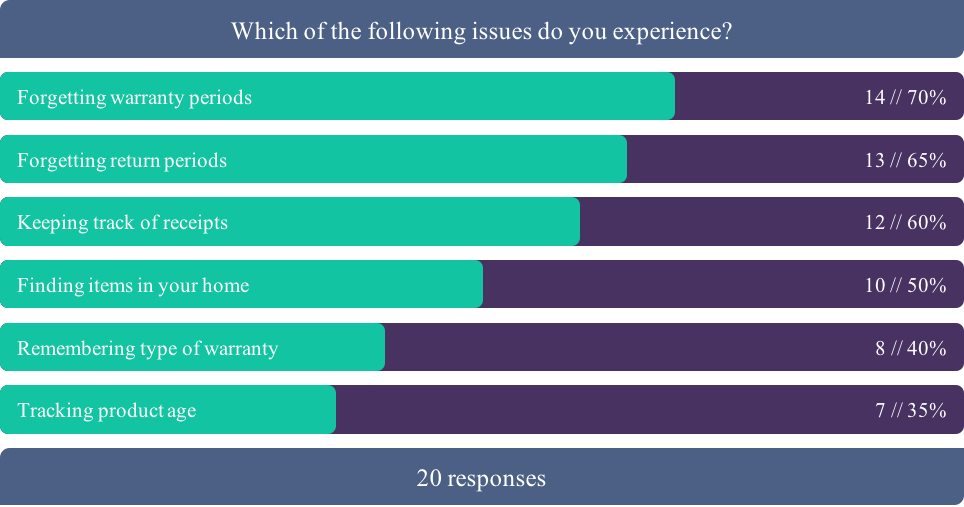 Which of the following issues do you experience?
Forgetting warranty periods 14 // 70%
Forgetting return periods 13 // 65%
Keeping track of receipts 12 // 60%
Finding items in your home 10 // 50%
Remembering type of warranty 8 // 40%
Tracking product age 7 // 35%
20 responses